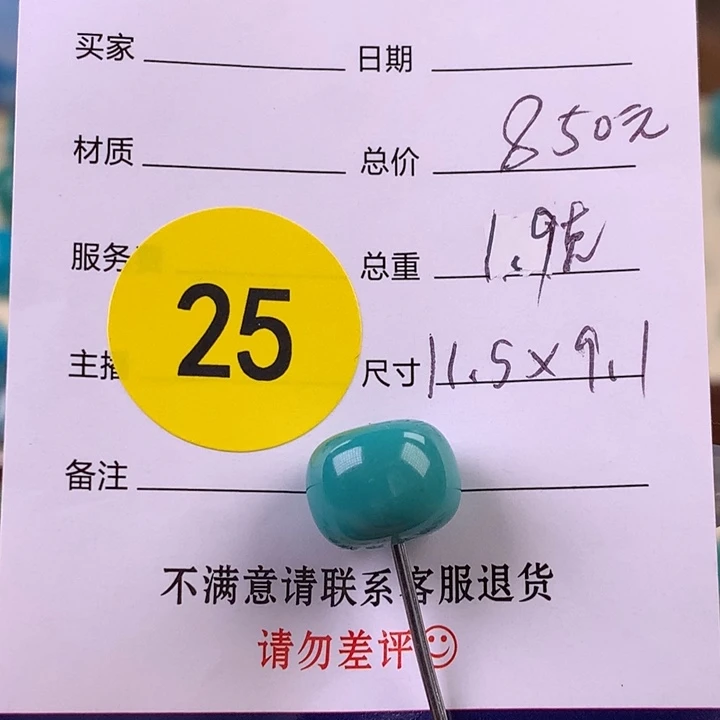 买家 日期
材质 总价 850元
服务 总重 1.9克
25
主播 尺寸 11.5×9.1
备注
不满意请联系客服退货
请勿差评